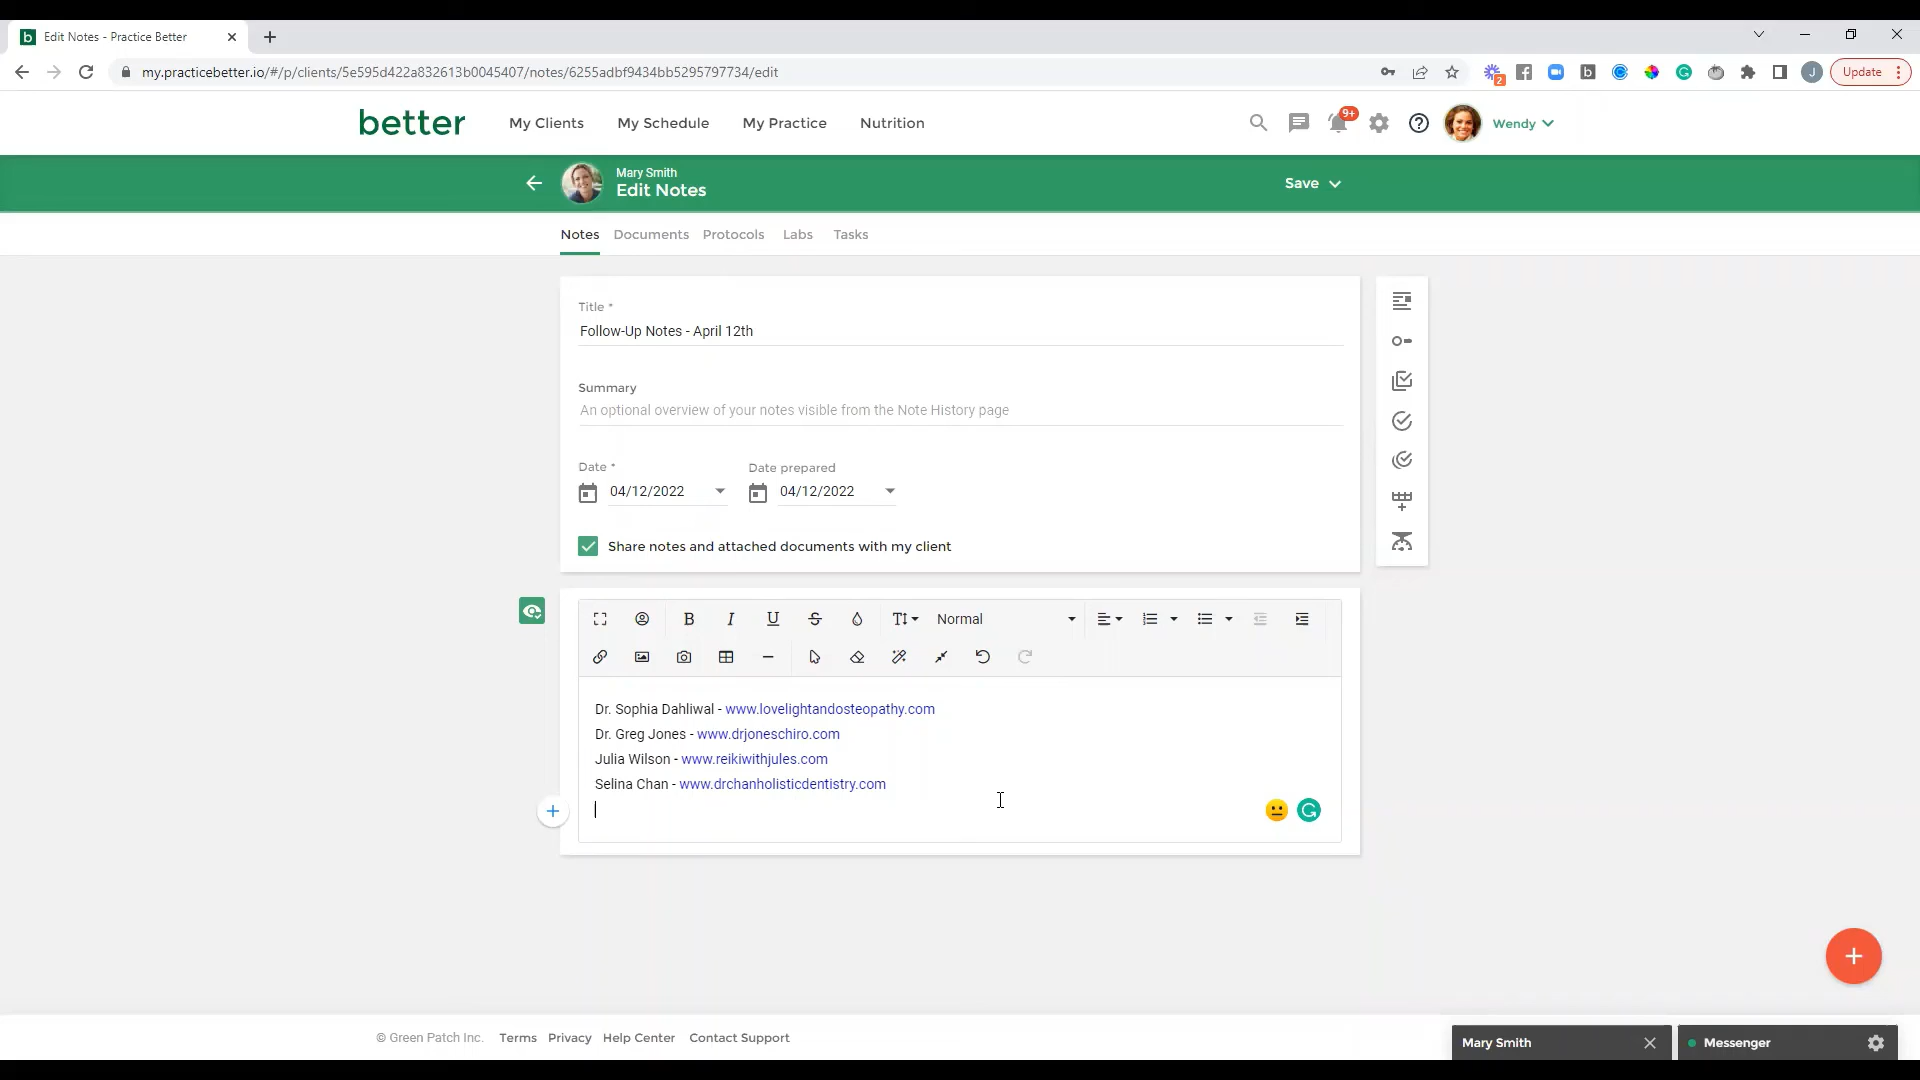 b Edit Notes - Practice Better
my.practicebetter.io/#/p/clients/5e595d422a832613b0045407/notes/6255adbf9434bb5295797734/edit
2
b
J
Update
better
My Clients
My Schedule
My Practice
Nutrition
9+
Wendy
Mary Smith
Edit Notes
Save
Notes
Documents
Protocols
Labs
Tasks
Title *
Follow-Up Notes - April 12th
Summary
An optional overview of your notes visible from the Note History page
Date *
Date prepared
04/12/2022
04/12/2022
Share notes and attached documents with my client
B I U S
Normal
Dr. Sophia Dahliwal - www.lovelightandosteopathy.com
Dr. Greg Jones - www.drjoneschiro.com
Julia Wilson - www.reikiwithjules.com
Selina Chan - www.drchanholisticdentistry.com
© Green Patch Inc.
Terms
Privacy
Help Center
Contact Support
Mary Smith
Messenger